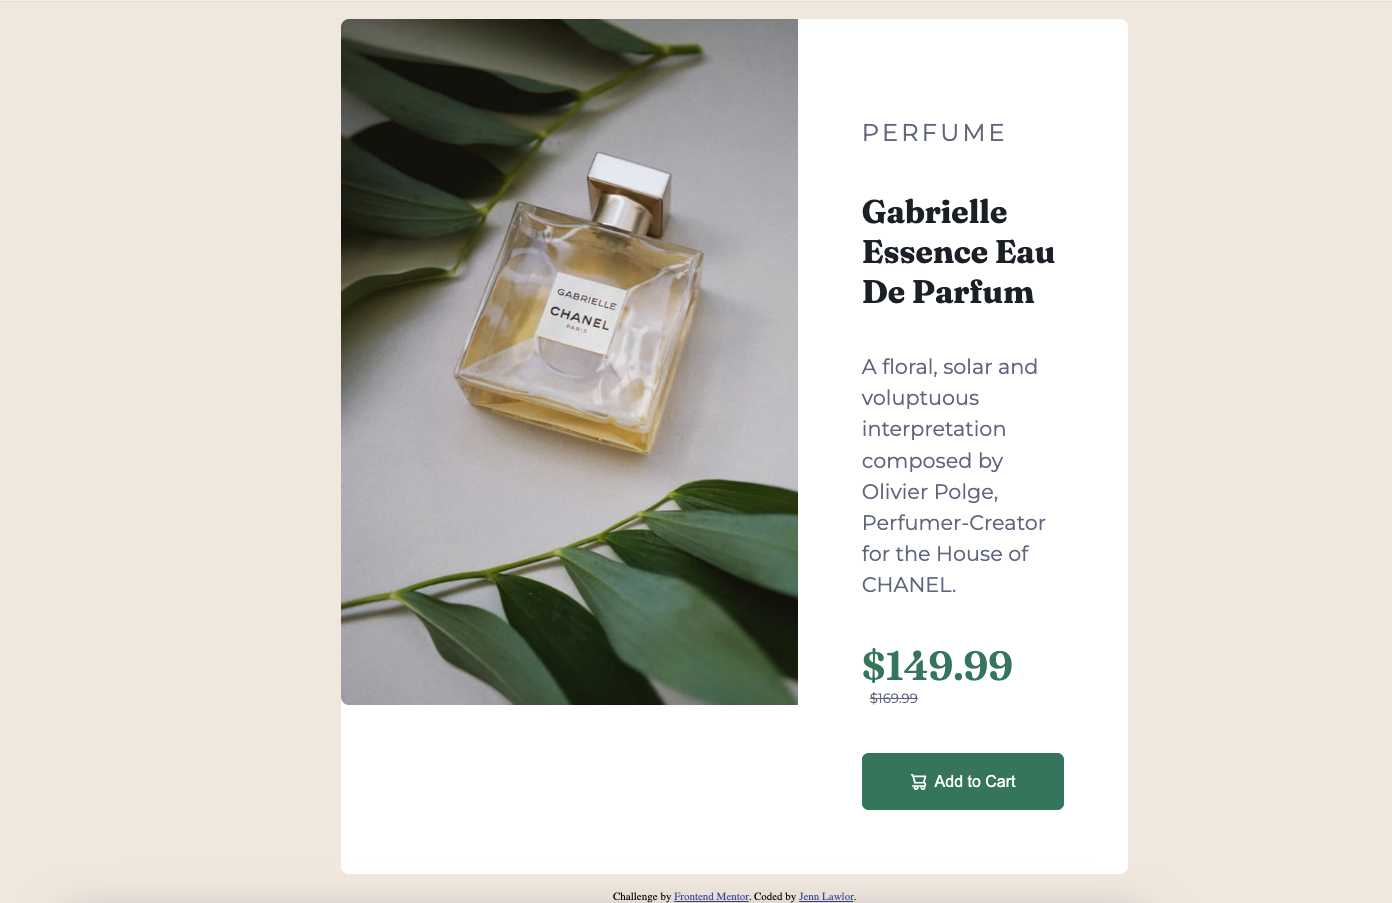 GABRIELLE
CHANEL
PARIS
PERFUME
Gabrielle
Essence Eau
De Parfum
A floral, solar and
voluptuous
interpretation
composed by
Olivier Polge,
Perfumer-Creator
for the House of
CHANEL.
$149.99
$169.99
Add to Cart
Challenge by Frontend Mentor. Coded by Jenn Lawlor.